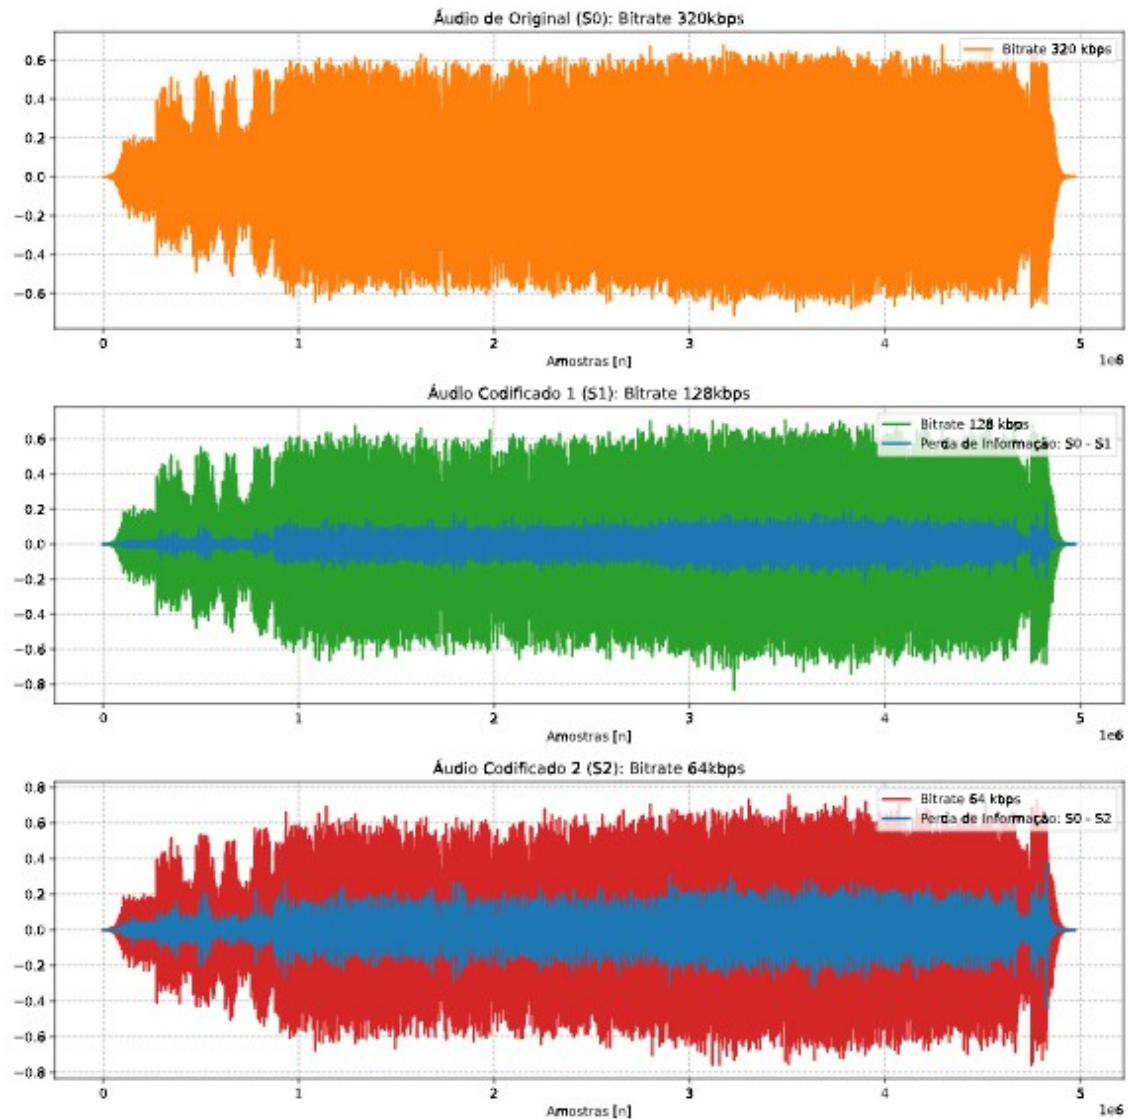 Áudio de Original (S0): Bitrate 320kbps
Bitrate 320 kbps
0.6
0.4
0.2
0.0
−0.2
−0.4
−0.6
0 1 2 3 4 5
1e6
Amostras [n]
Áudio Codificado 1 (S1): Bitrate 128kbps
Bitrate 128 kbps
Perda de Informação: S0 - S1
0.6
0.4
0.2
0.0
−0.2
−0.4
−0.6
−0.8
0 1 2 3 4 5
1e6
Amostras [n]
Áudio Codificado 2 (S2): Bitrate 64kbps
Bitrate 64 kbps
Perda de Informação: S0 - S2
0.8
0.6
0.4
0.2
0.0
−0.2
−0.4
−0.6
−0.8
0 1 2 3 4 5
1e6
Amostras [n]